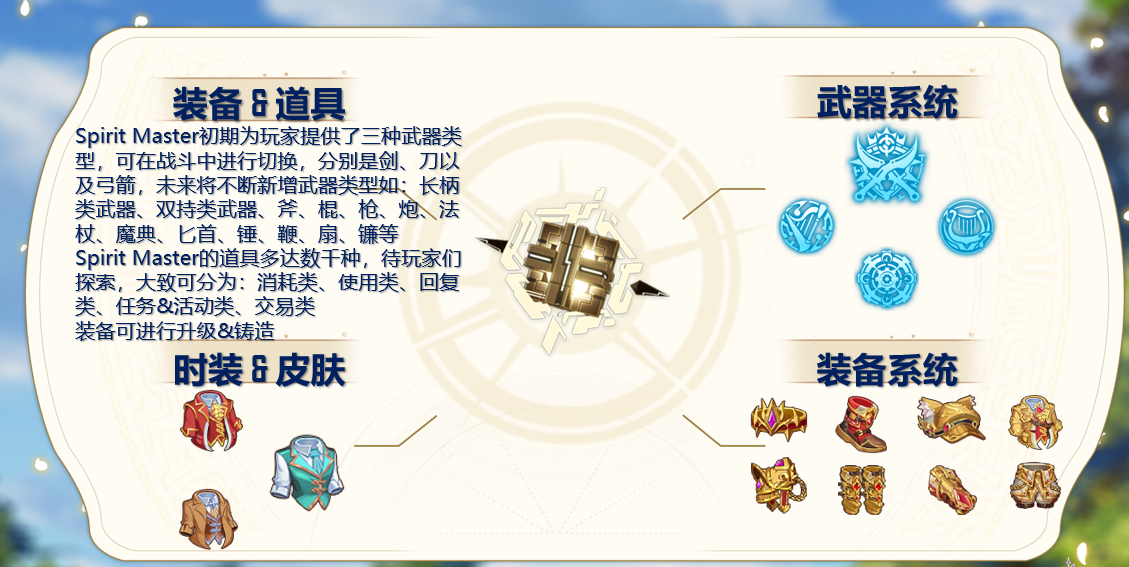 装备 & 道具
Spirit Master初期为玩家提供了三种武器类
型，可在战斗中进行切换，分别是剑、刀以
及弓箭，未来将不断新增武器类型如：长柄
类武器、双持类武器、斧、棍、枪、炮、法
杖、魔典、匕首、锤、鞭、扇、镰等
Spirit Master的道具多达数千种，待玩家们
探索，大致可分为：消耗类、使用类、回复
类、任务&活动类、交易类
装备可进行升级&铸造
武器系统
时装 & 皮肤
装备系统